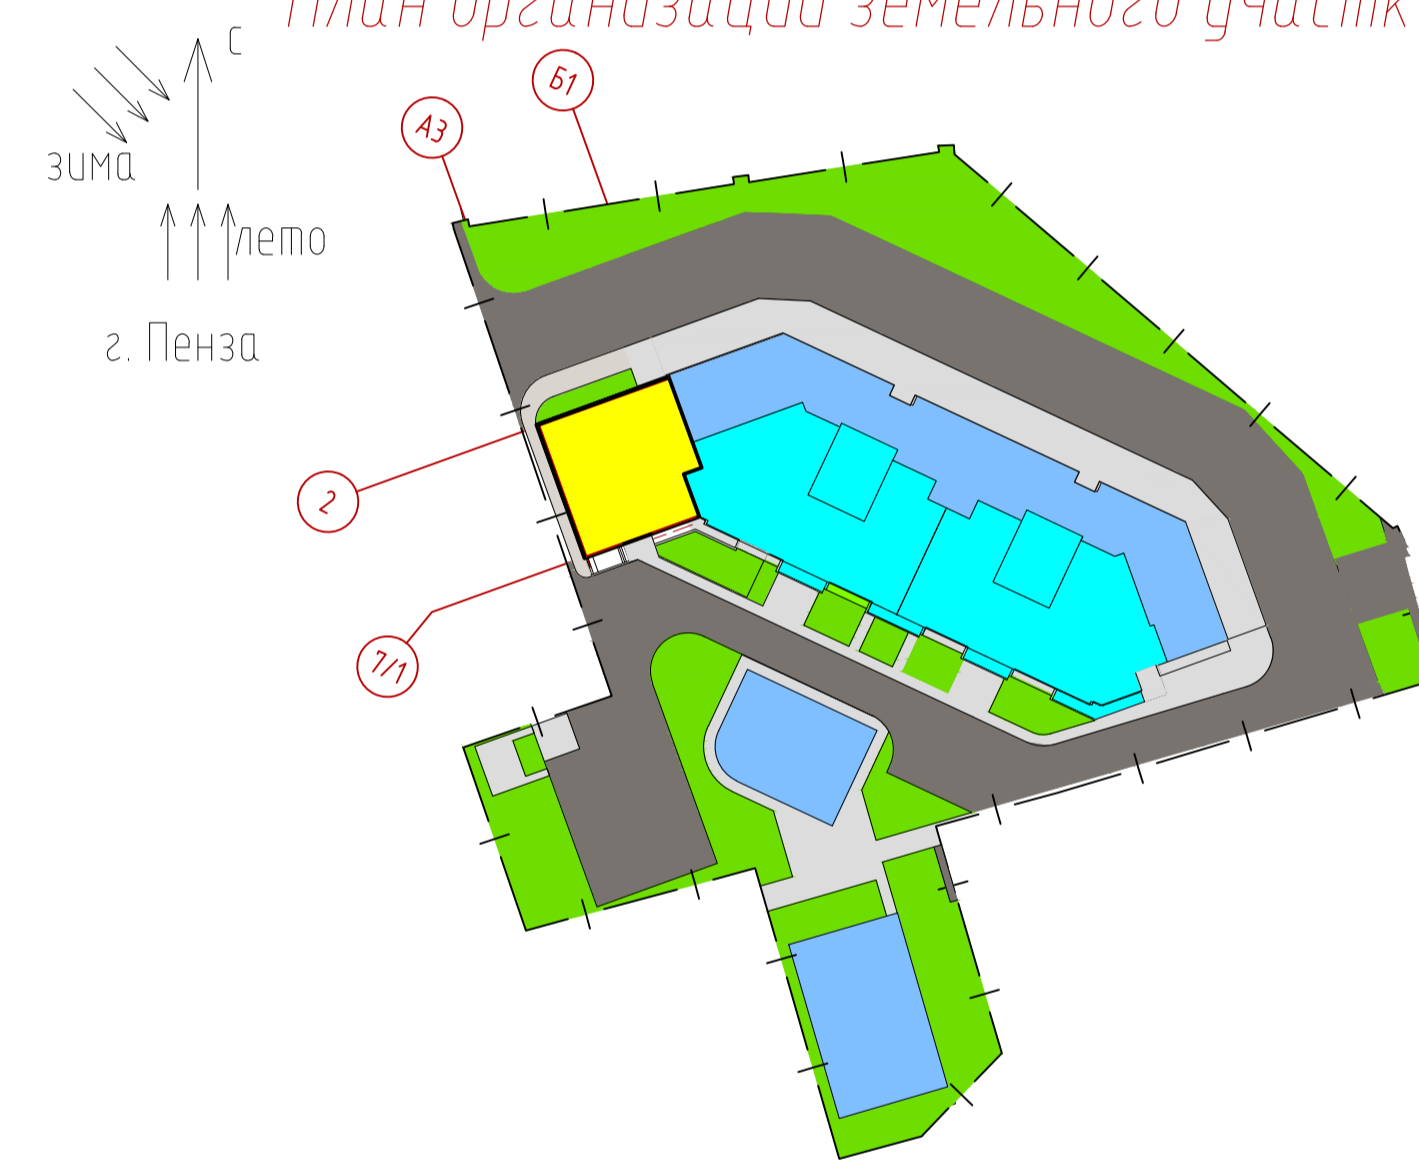 План организации земельного участк
С
зима
лето
г. Пенза
А3
Б1
2
7/1